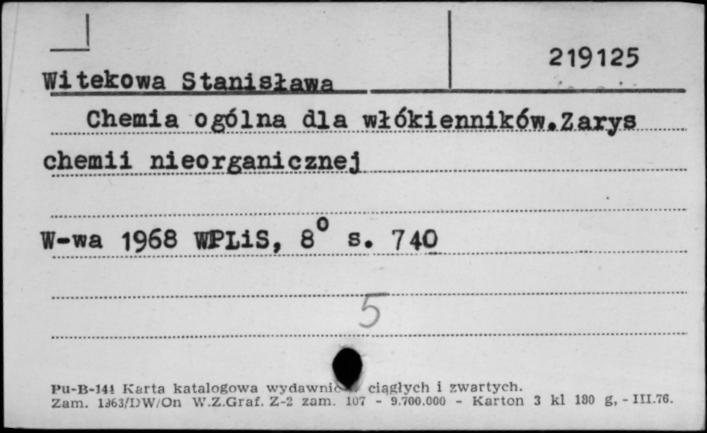 219125
Witekowa Stanisława
Chemia ogólna dla włókienników.Zarys
chemii nieorganicznej
W-wa 1968 WPLiS, 8° s. 740
5
Pu-B-141 Karta katalogowa ciągłych i zwartych.
Zam. 1363/DW/On W.Z.Graf. Z-2 zam. 107 - 9.700.000 - Karton 3 kl 180 g, - III.76.